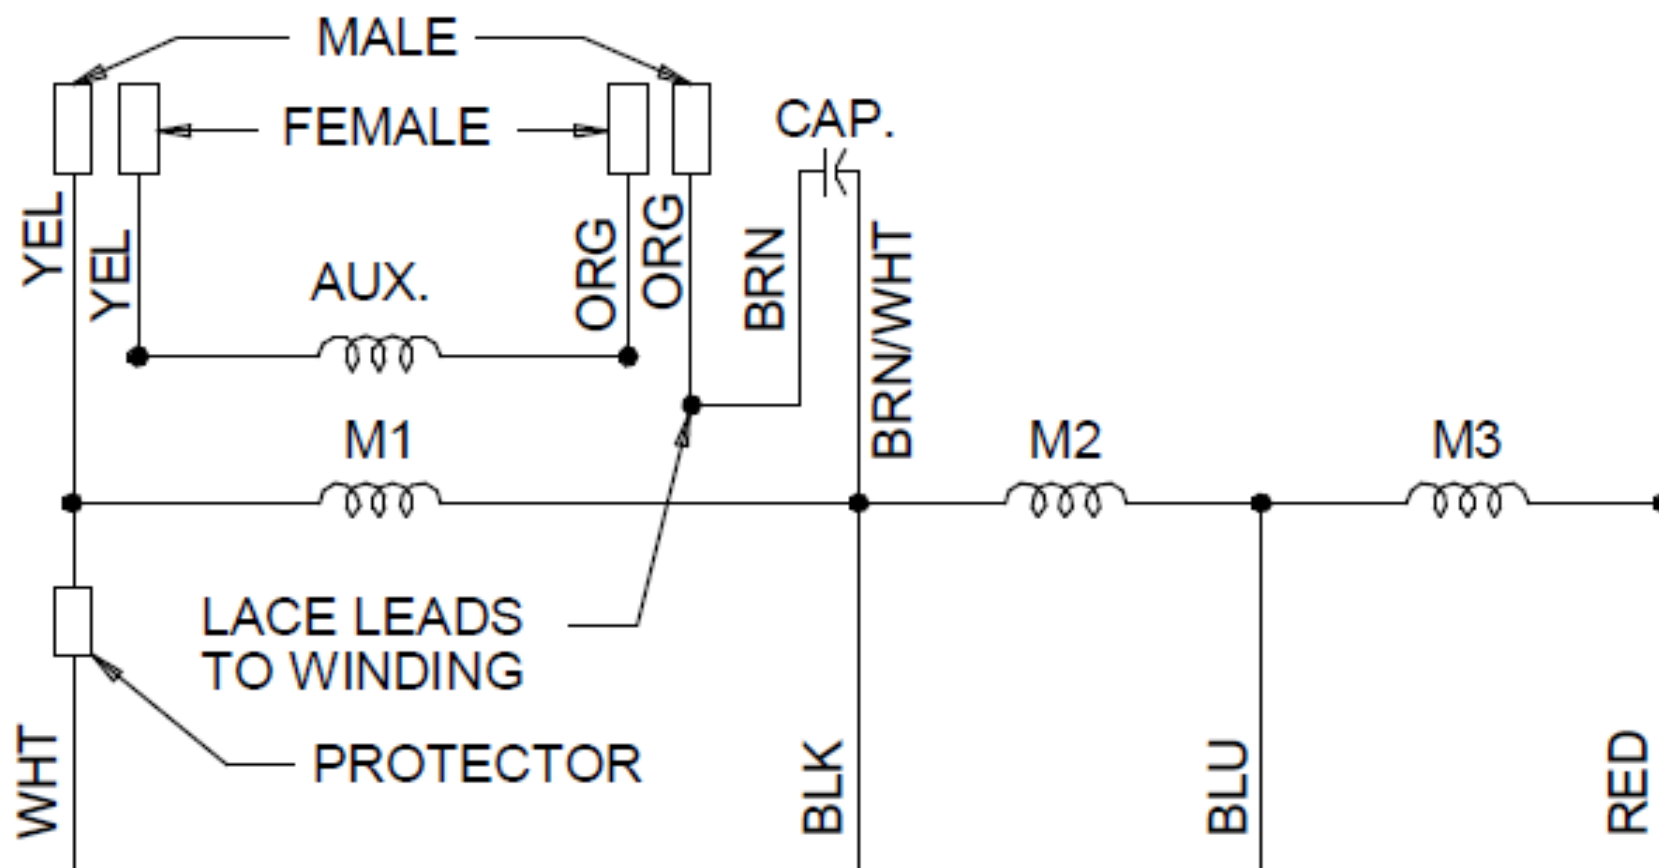 MALE
FEMALE
CAP.
YEL
YEL
AUX.
ORG
ORG
BRN
BRN/WHT
M1
M2
M3
LACE LEADS
TO WINDING
PROTECTOR
WHT
BLK
BLU
RED